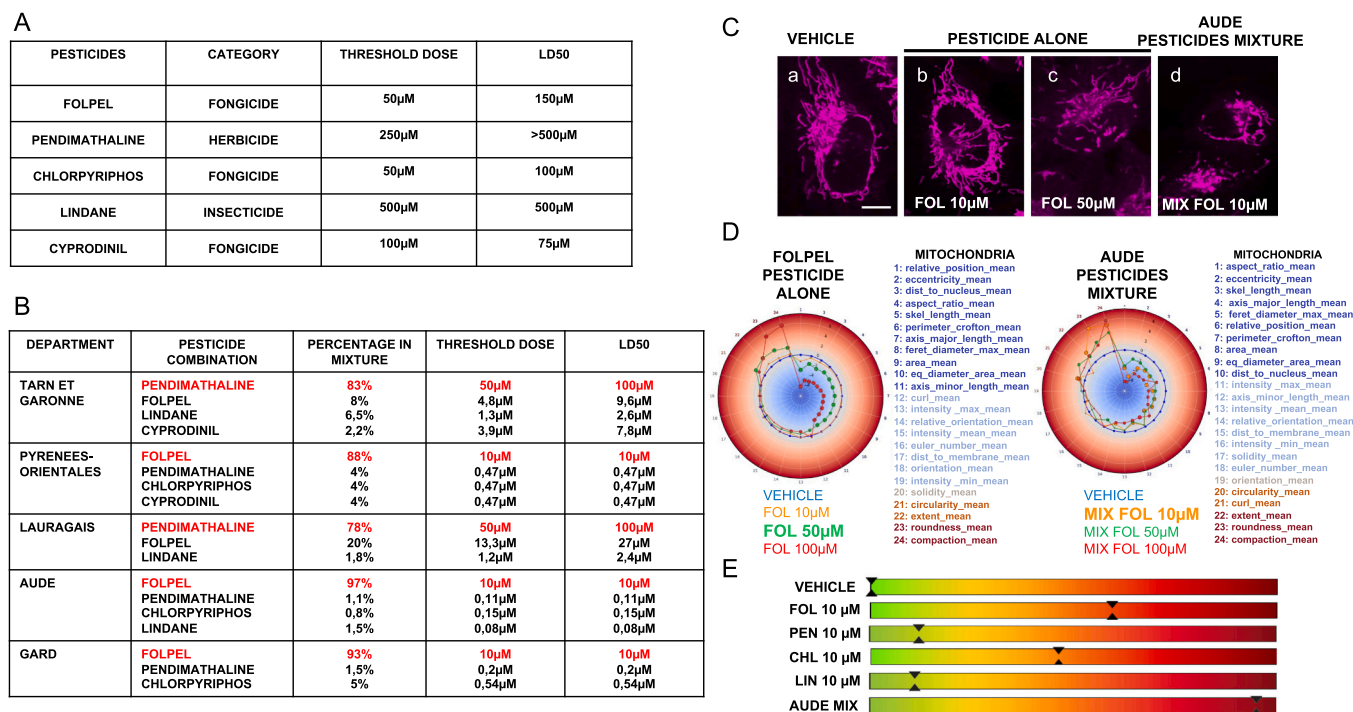 A
PESTICIDES CATEGORY THRESHOLD DOSE LD50
FOLPEL FONGICIDE 50µM 150µM
PENDIMATHALINE HERBICIDE 250µM >500µM
CHLORPYRIPHOS FONGICIDE 50µM 100µM
LINDANE INSECTICIDE 500µM 500µM
CYPRODINIL FONGICIDE 100µM 75µM
B
DEPARTMENT PESTICIDE COMBINATION PERCENTAGE IN MIXTURE THRESHOLD DOSE LD50
TARN ET GARONNE
PENDIMATHALINE 83% 50µM 100µM
FOLPEL 8% 4,8µM 9,6µM
LINDANE 6,5% 1,3µM 2,6µM
CYPRODINIL 2,2% 3,9µM 7,8µM
PYRENEES-ORIENTALES
FOLPEL 88% 10µM 10µM
PENDIMATHALINE 4% 0,47µM 0,47µM
CHLORPYRIPHOS 4% 0,47µM 0,47µM
CYPRODINIL 4% 0,47µM 0,47µM
LAURAGAIS
PENDIMATHALINE 78% 50µM 100µM
FOLPEL 20% 13,3µM 27µM
LINDANE 1,8% 1,2µM 2,4µM
AUDE
FOLPEL 97% 10µM 10µM
PENDIMATHALINE 1,1% 0,11µM 0,11µM
CHLORPYRIPHOS 0,8% 0,15µM 0,15µM
LINDANE 1,5% 0,08µM 0,08µM
GARD
FOLPEL 93% 10µM 10µM
PENDIMATHALINE 1,5% 0,2µM 0,2µM
CHLORPYRIPHOS 5% 0,54µM 0,54µM
C
VEHICLE
PESTICIDE ALONE
AUDE
PESTICIDES MIXTURE
a
b
c
d
FOL 10µM
FOL 50µM
MIX FOL 10µM
D
FOLPEL
PESTICIDE
ALONE
VEHICLE
FOL 10µM
FOL 50µM
FOL 100µM
MITOCHONDRIA
1: relative_position_mean
2: eccentricity_mean
3: dist_to_nucleus_mean
4: aspect_ratio_mean
5: skel_length_mean
6: perimeter_crofton_mean
7: axis_major_length_mean
8: feret_diameter_max_mean
9: area_mean
10: eq_diameter_area_mean
11: axis_minor_length_mean
12: curl_mean
13: intensity _max_mean
14: relative_orientation_mean
15: intensity _mean_mean
16: euler_number_mean
17: dist_to_membrane_mean
18: orientation_mean
19: intensity _min_mean
20: solidity_mean
21: circularity_mean
22: extent_mean
23: roundness_mean
24: compaction_mean
AUDE
PESTICIDES
MIXTURE
VEHICLE
MIX FOL 10µM
MIX FOL 50µM
MIX FOL 100µM
MITOCHONDRIA
1: aspect_ratio_mean
2: eccentricity_mean
3: skel_length_mean
4: axis_major_length_mean
5: feret_diameter_max_mean
6: relative_position_mean
7: perimeter_crofton_mean
8: area_mean
9: eq_diameter_area_mean
10: dist_to_nucleus_mean
11: intensity_max_mean
12: axis_minor_length_mean
13: intensity _mean_mean
14: relative_orientation_mean
15: dist_to_membrane_mean
16: intensity _min_mean
17: solidity_mean
18: euler_number_mean
19: orientation_mean
20: circularity_mean
21: curl_mean
22: extent_mean
23: roundness_mean
24: compaction_mean
E
VEHICLE
FOL 10 µM
PEN 10 µM
CHL 10 µM
LIN 10 µM
AUDE MIX